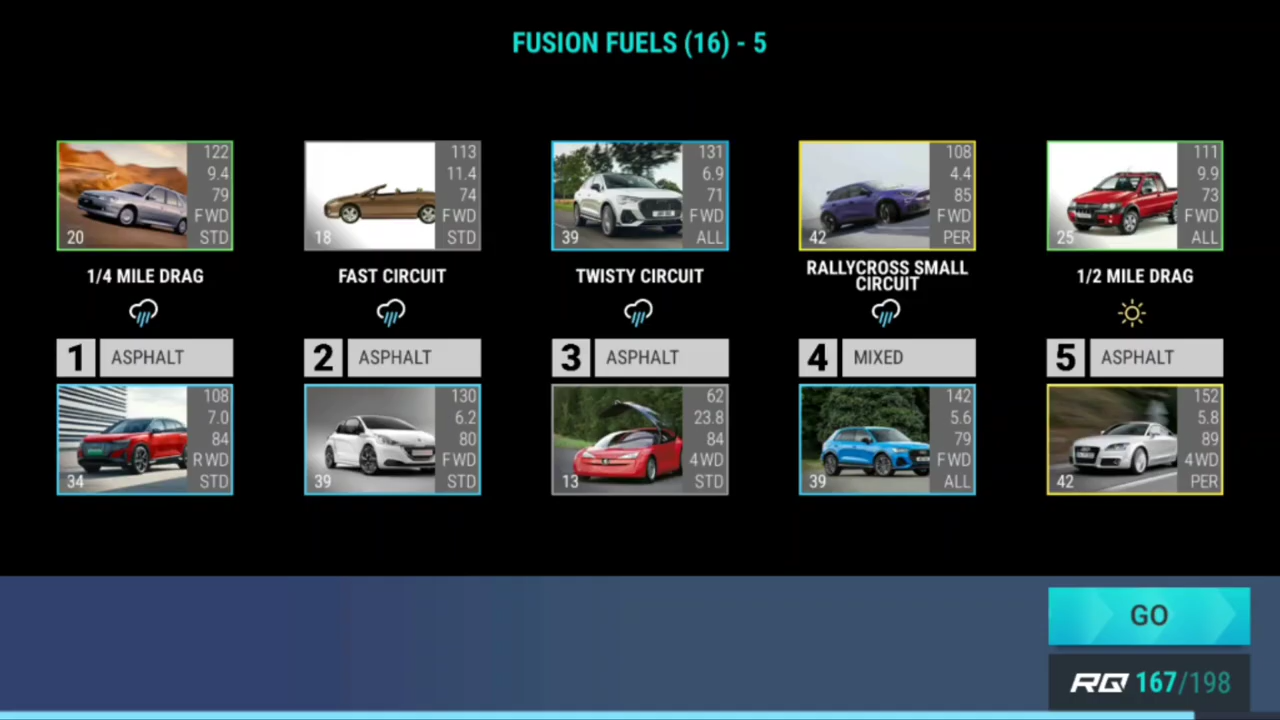 FUSION FUELS (16) - 5
122
9.4
79
FWD
STD
20
113
11.4
74
FWD
STD
18
131
6.9
71
FWD
ALL
39
108
4.4
85
FWD
PER
42
111
9.9
73
FWD
ALL
25
1/4 MILE DRAG
FAST CIRCUIT
TWISTY CIRCUIT
RALLYCROSS SMALL
CIRCUIT
1/2 MILE DRAG
1 ASPHALT
2 ASPHALT
3 ASPHALT
4 MIXED
5 ASPHALT
108
7.0
84
RWD
STD
34
130
6.2
80
FWD
STD
39
62
23.8
84
4WD
STD
13
142
5.6
79
FWD
ALL
39
152
5.8
89
4WD
PER
42
GO
RQ 167/198